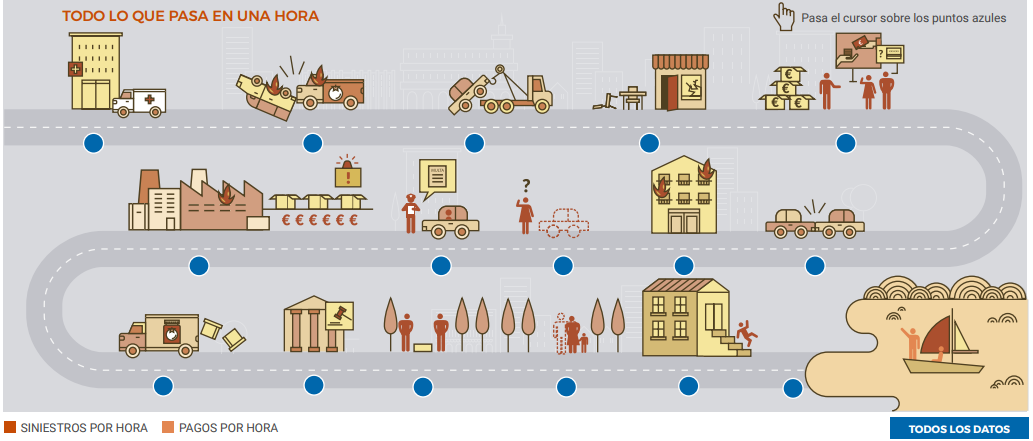 TODO LO QUE PASA EN UNA HORA
Pasa el cursor sobre los puntos azules
?
€
€ €
€ € €
!
€ € € € € €
MULTA
?
SINIESTROS POR HORA
PAGOS POR HORA
TODOS LOS DATOS